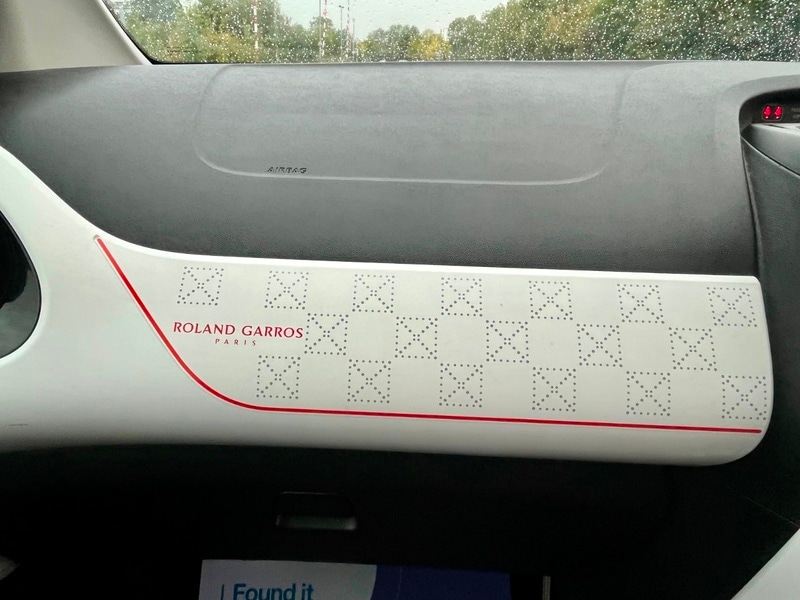 AIRBAG
ROLAND GARROS
PARIS
Found it